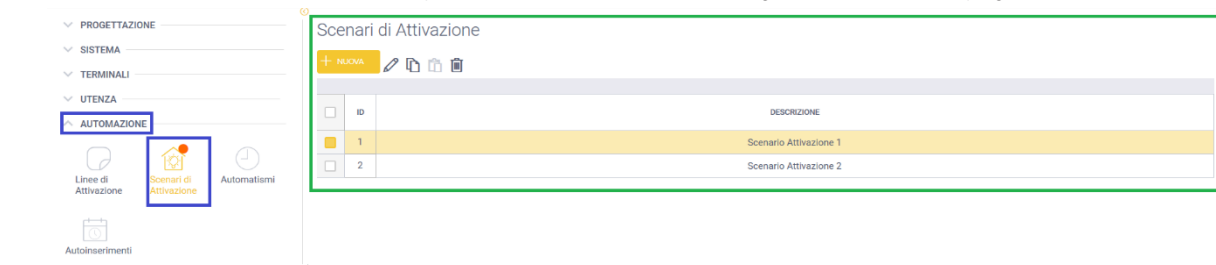 PROGETTAZIONE
SISTEMA
TERMINALI
UTENZA
AUTOMAZIONE
Linee di
Attivazione
Scenari di
Attivazione
Automatismi
Autoinserimenti
Scenari di Attivazione
+ NUOVA
ID DESCRIZIONE
1 Scenario Attivazione 1
2 Scenario Attivazione 2